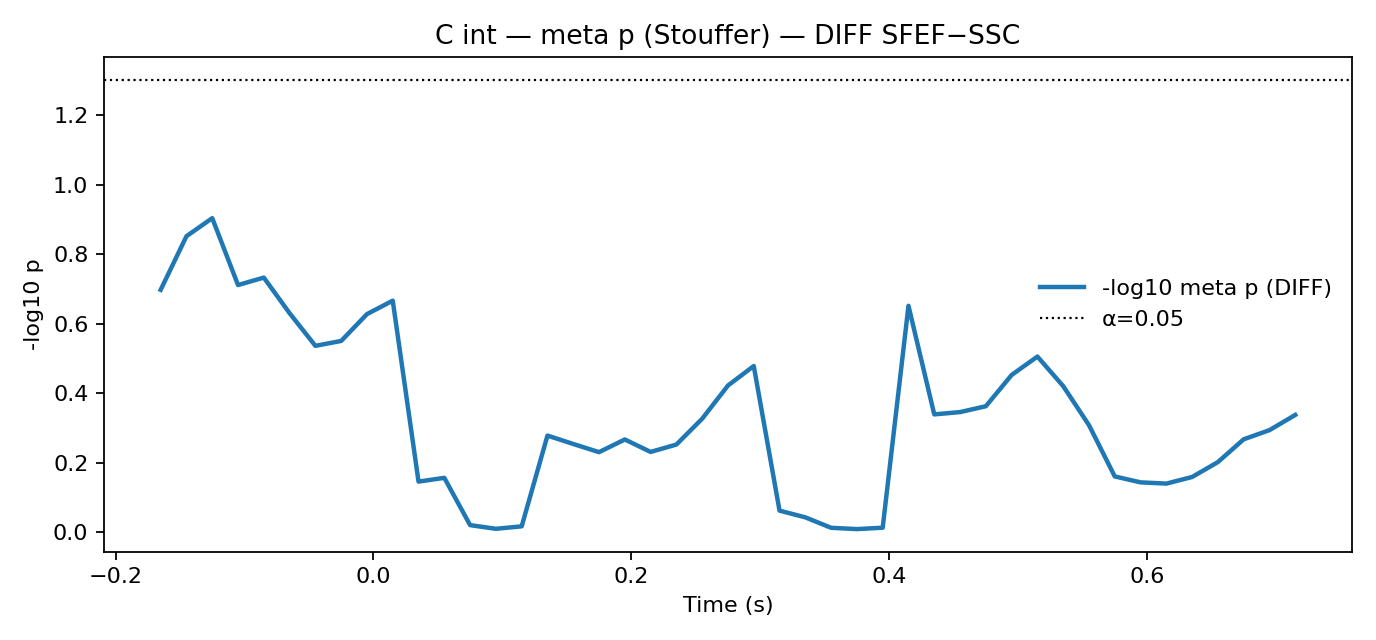 C int — meta p (Stouffer) — DIFF SFEF−SSC
-log10 p
1.2
1.0
0.8
0.6
0.4
0.2
0.0
-log10 meta p (DIFF)
α=0.05
−0.2
0.0
0.2
0.4
0.6
Time (s)